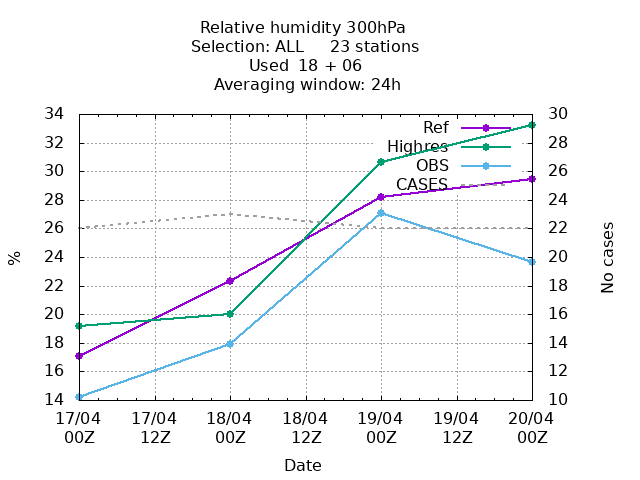 Relative humidity 300hPa
Selection: ALL 23 stations
Used 18 + 06
Averaging window: 24h
34 30
Ref
32 28
Highres
30 26
OBS
28 24
CASES
26 22
24 20
%
No cases
22 18
20 16
18 14
16 12
14 10
17/04 17/04 18/04 18/04 19/04 19/04 20/04
00Z 12Z 00Z 12Z 00Z 12Z 00Z
Date